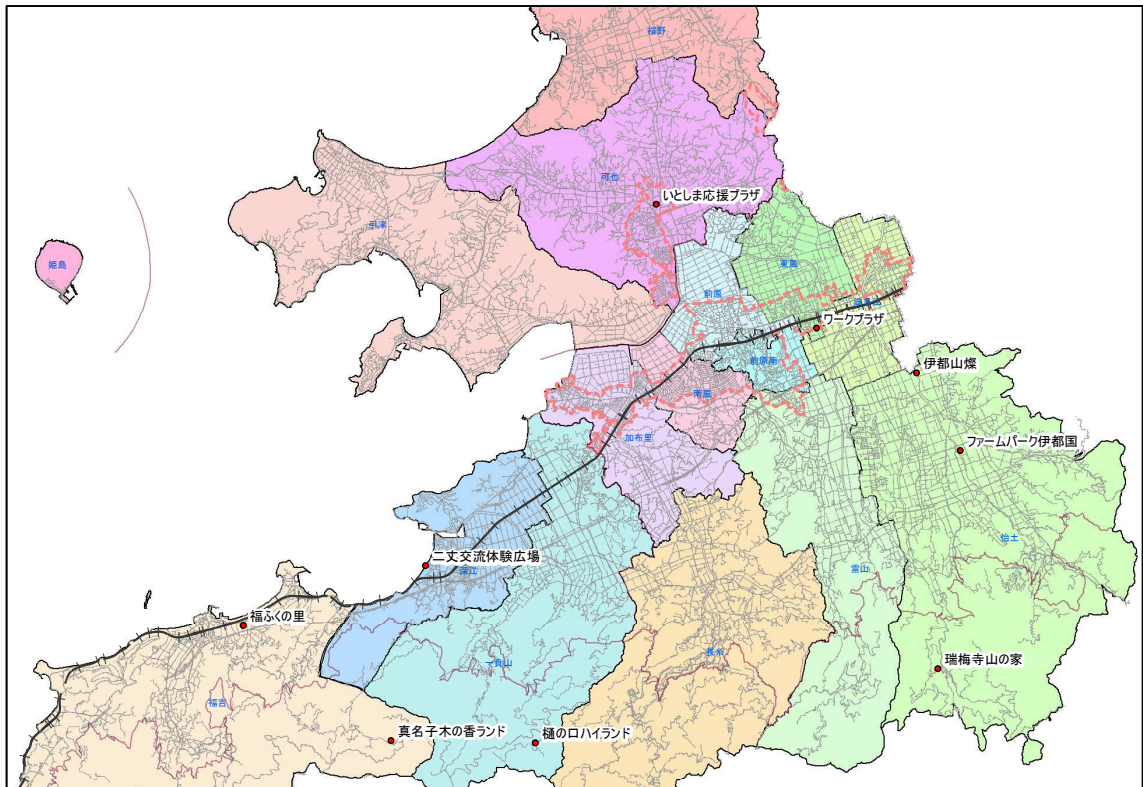 桜野
可也
いとしま応援プラザ
引津
姫島
東風
前原
波多江
ワークプラザ
前原南
伊都山燦
南風
加布里
ファームパーク伊都国
怡土
二丈交流体験広場
深江
雷山
福ふくの里
長糸
一貴山
瑞梅寺山の家
福吉
真名子木の香ランド
樋の口ハイランド